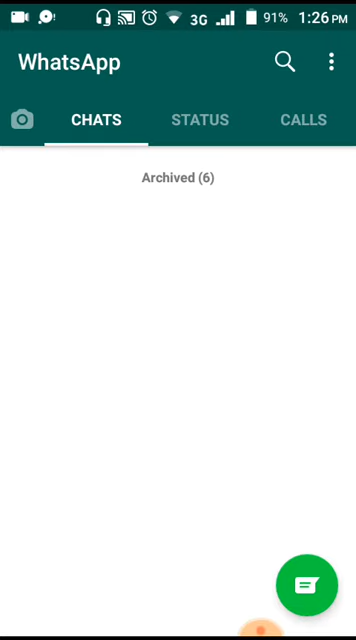 3G 91% 1:26 PM
WhatsApp
CHATS STATUS CALLS
Archived (6)